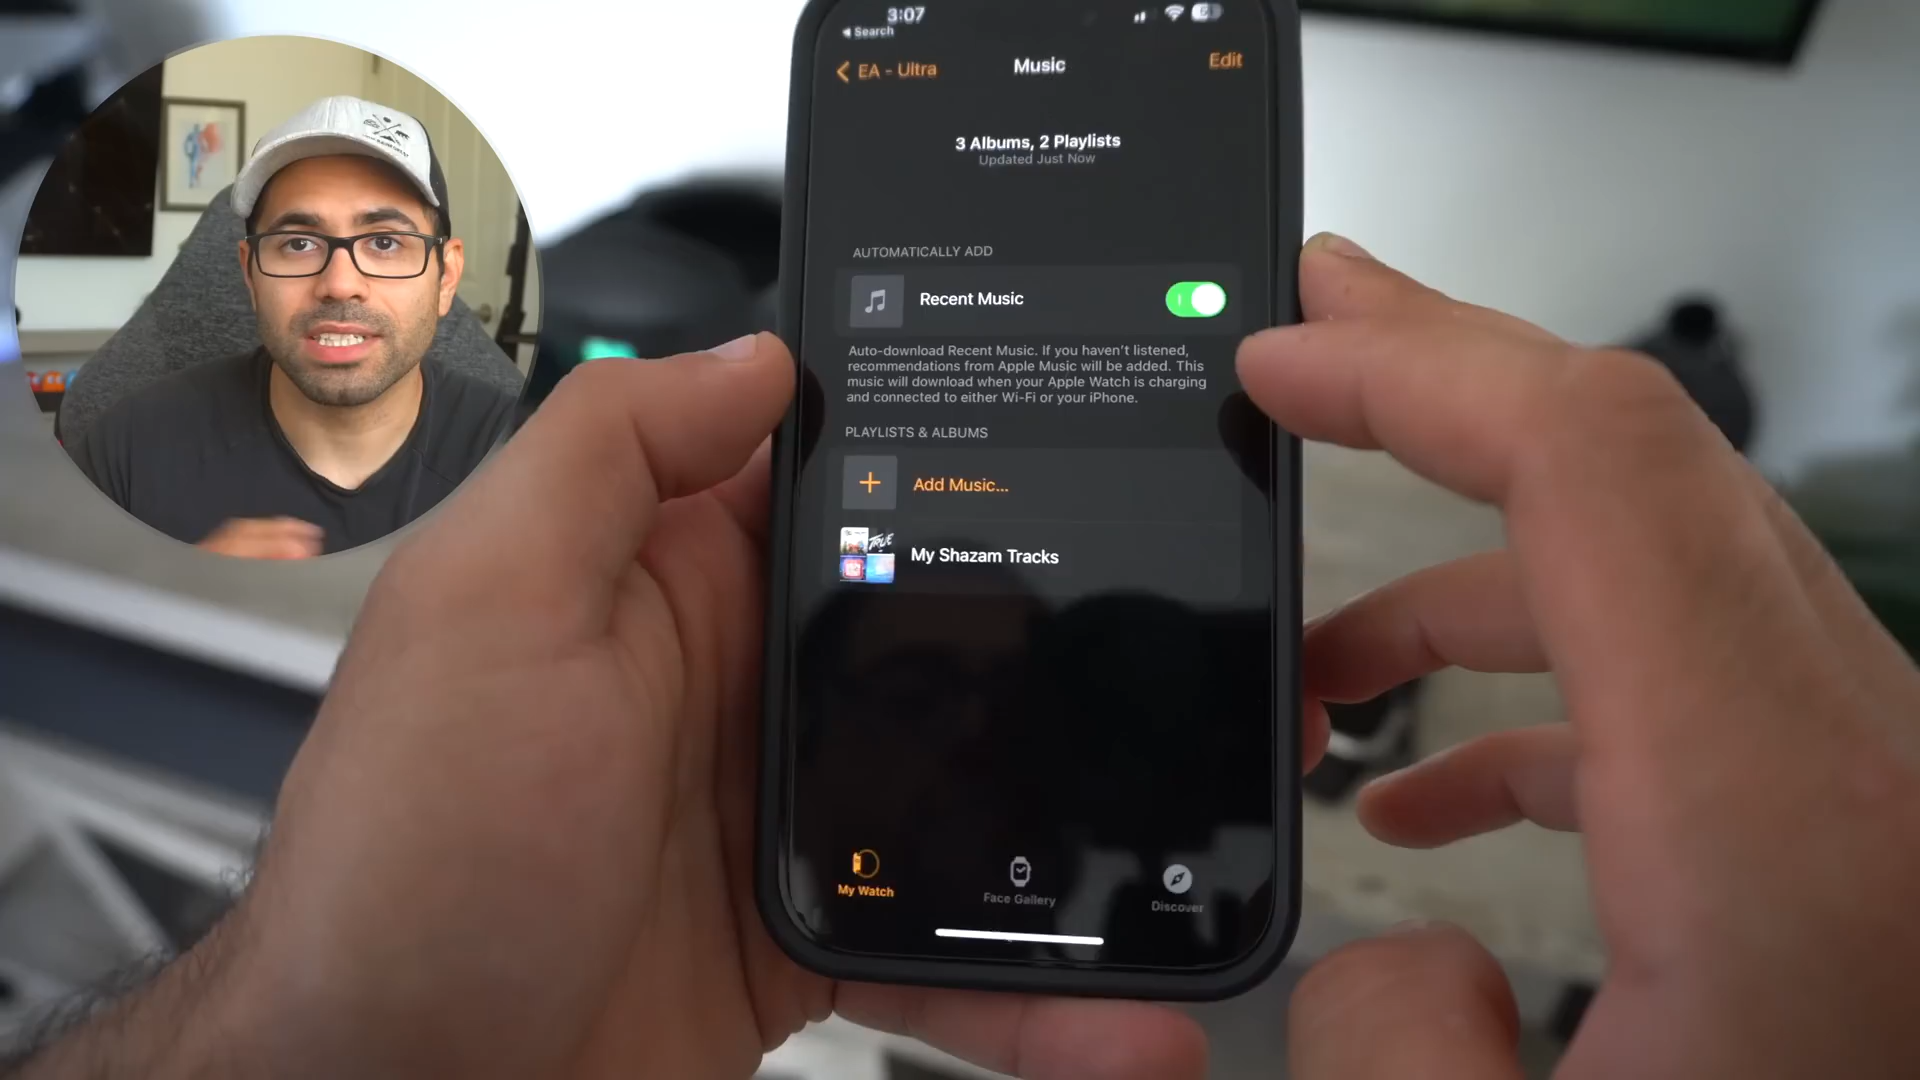 3:07
Search
EA - Ultra
Music
Edit
3 Albums, 2 Playlists
Updated Just Now
AUTOMATICALLY ADD
Recent Music
Auto-download Recent Music. If you haven't listened,
recommendations from Apple Music will be added. This
music will download when your Apple Watch is charging
and connected to either Wi-Fi or your iPhone.
PLAYLISTS & ALBUMS
Add Music...
TRUE
My Shazam Tracks
My Watch
Face Gallery
Discover